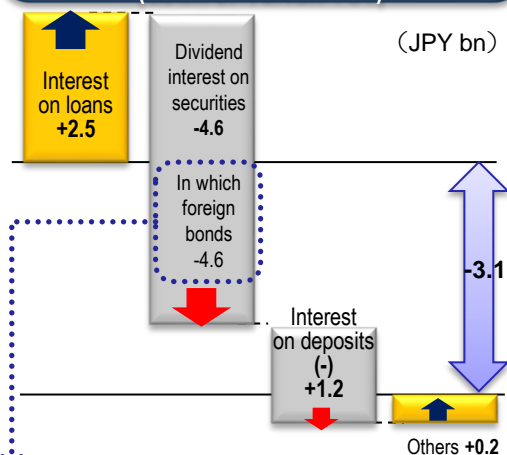 （JPY bn）
Interest
on loans
+2.5
Dividend
interest on
securities
-4.6
In which
foreign
bonds
-4.6
-3.1
Interest
on deposits
(-)
+1.2
Others +0.2